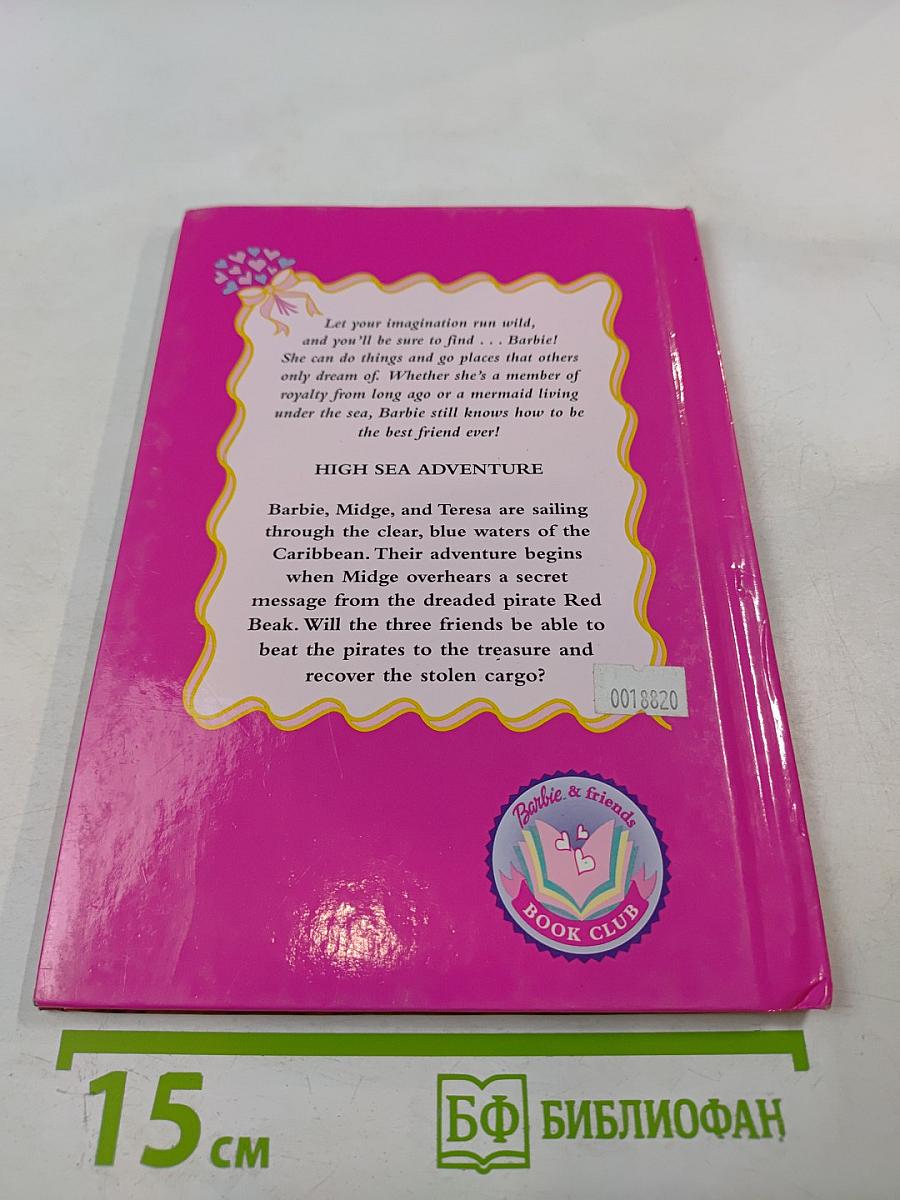 Let your imagination run wild,
and you'll be sure to find . . . Barbie!
She can do things and go places that others
only dream of. Whether she's a member of
royalty from long ago or a mermaid living
under the sea, Barbie still knows how to be
the best friend ever!
HIGH SEA ADVENTURE
Barbie, Midge, and Teresa are sailing
through the clear, blue waters of the
Caribbean. Their adventure begins
when Midge overhears a secret
message from the dreaded pirate Red
Beak. Will the three friends be able to
beat the pirates to the treasure and
recover the stolen cargo?
0018820
Barbie & friends
BOOK CLUB
15 см
БФ БИБЛИОФАН